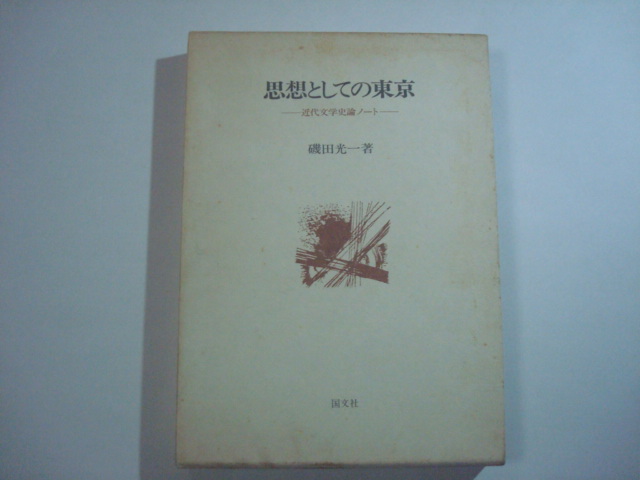 思想としての東京
——近代文学史論ノート——
磯田光一著
国文社